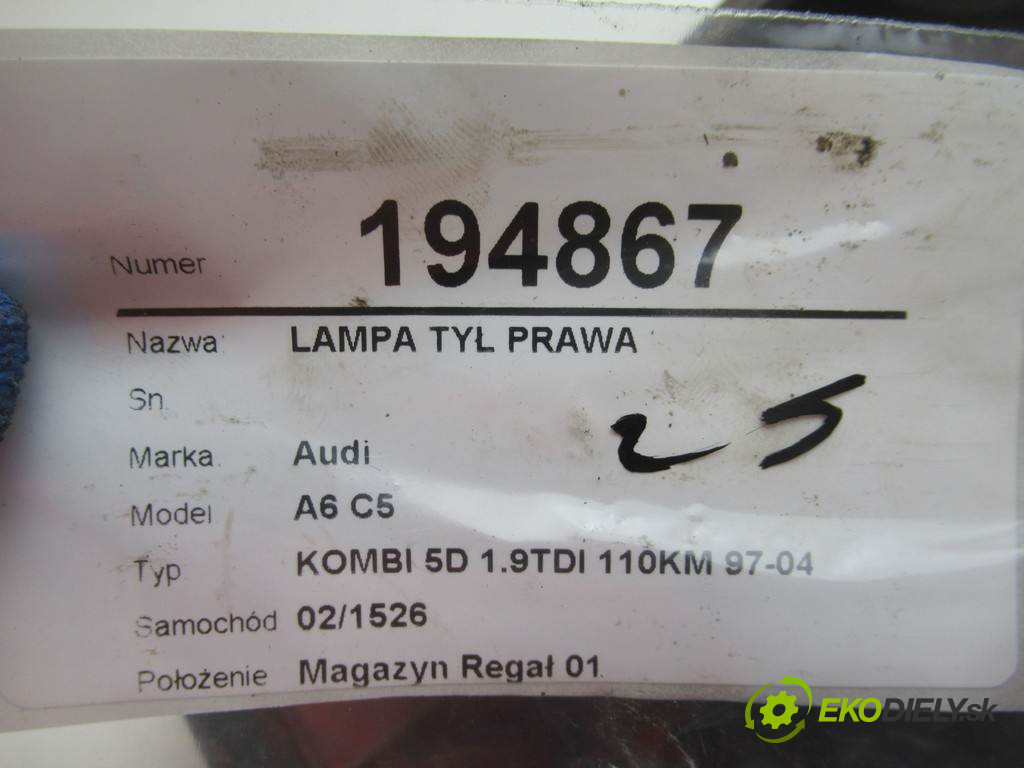 Numer 194867
Nazwa: LAMPA TYŁ PRAWA
Sn.
25
Marka. Audi
Model A6 C5
Typ KOMBI 5D 1.9TDI 110KM 97-04
Samochód 02/1526
Położenie Magazyn Regał 01
EKODIELY.sk